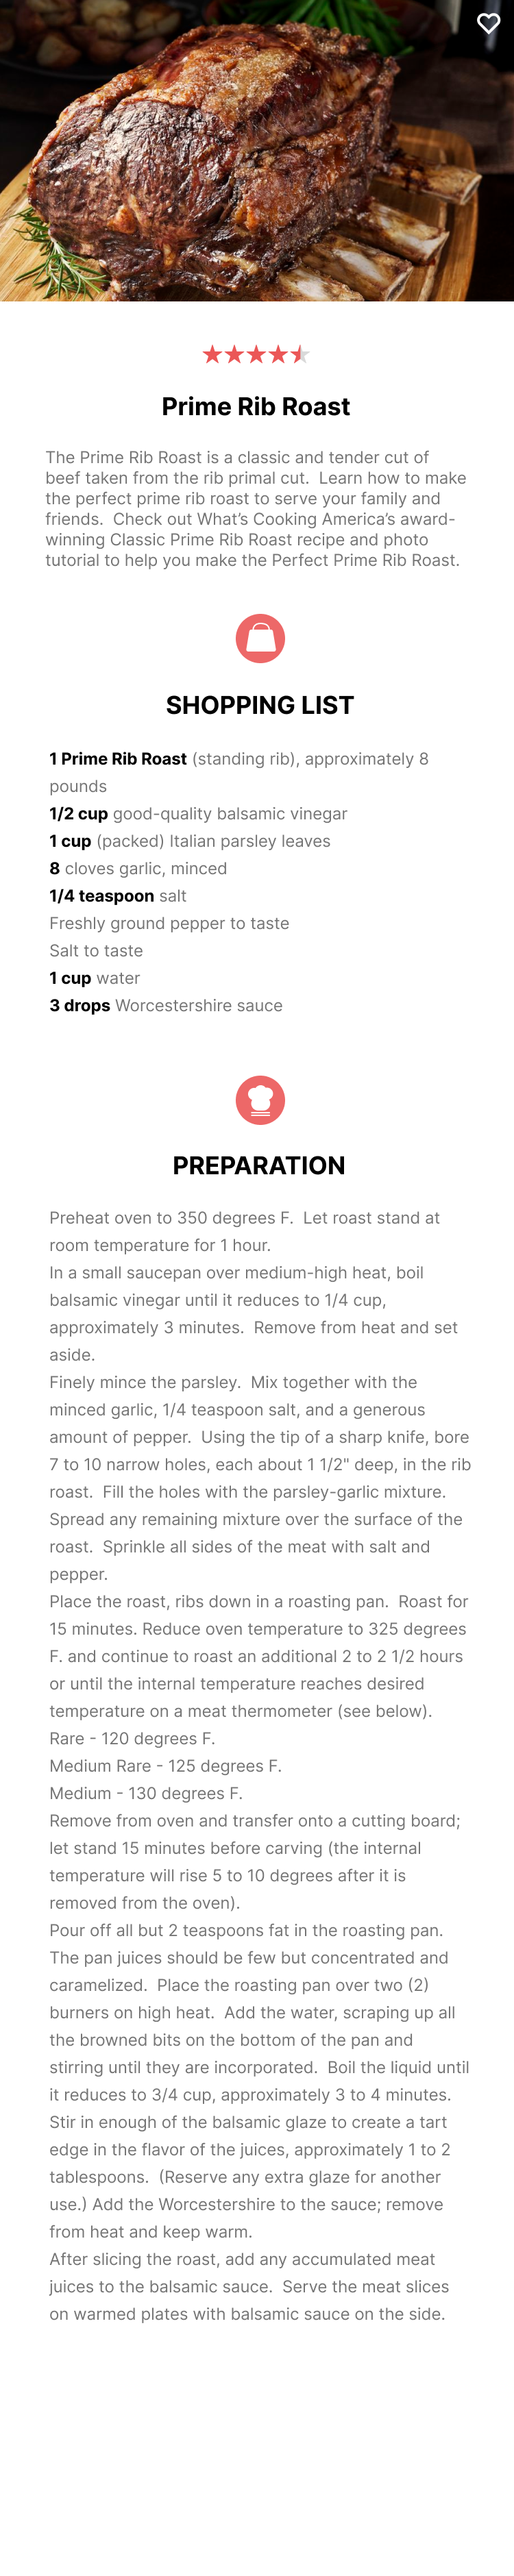 Prime Rib Roast
The Prime Rib Roast is a classic and tender cut of
beef taken from the rib primal cut.  Learn how to make
the perfect prime rib roast to serve your family and
friends.  Check out What’s Cooking America’s award-
winning Classic Prime Rib Roast recipe and photo
tutorial to help you make the Perfect Prime Rib Roast.
SHOPPING LIST
1 Prime Rib Roast (standing rib), approximately 8
pounds
1/2 cup good-quality balsamic vinegar
1 cup (packed) Italian parsley leaves
8 cloves garlic, minced
1/4 teaspoon salt
Freshly ground pepper to taste
Salt to taste
1 cup water
3 drops Worcestershire sauce
PREPARATION
Preheat oven to 350 degrees F.  Let roast stand at
room temperature for 1 hour.
In a small saucepan over medium-high heat, boil
balsamic vinegar until it reduces to 1/4 cup,
approximately 3 minutes.  Remove from heat and set
aside.
Finely mince the parsley.  Mix together with the
minced garlic, 1/4 teaspoon salt, and a generous
amount of pepper.  Using the tip of a sharp knife, bore
7 to 10 narrow holes, each about 1 1/2" deep, in the rib
roast.  Fill the holes with the parsley-garlic mixture.
Spread any remaining mixture over the surface of the
roast.  Sprinkle all sides of the meat with salt and
pepper.
Place the roast, ribs down in a roasting pan.  Roast for
15 minutes. Reduce oven temperature to 325 degrees
F. and continue to roast an additional 2 to 2 1/2 hours
or until the internal temperature reaches desired
temperature on a meat thermometer (see below).
Rare - 120 degrees F.
Medium Rare - 125 degrees F.
Medium - 130 degrees F.
Remove from oven and transfer onto a cutting board;
let stand 15 minutes before carving (the internal
temperature will rise 5 to 10 degrees after it is
removed from the oven).
Pour off all but 2 teaspoons fat in the roasting pan.
The pan juices should be few but concentrated and
caramelized.  Place the roasting pan over two (2)
burners on high heat.  Add the water, scraping up all
the browned bits on the bottom of the pan and
stirring until they are incorporated.  Boil the liquid until
it reduces to 3/4 cup, approximately 3 to 4 minutes.
Stir in enough of the balsamic glaze to create a tart
edge in the flavor of the juices, approximately 1 to 2
tablespoons.  (Reserve any extra glaze for another
use.) Add the Worcestershire to the sauce; remove
from heat and keep warm.
After slicing the roast, add any accumulated meat
juices to the balsamic sauce.  Serve the meat slices
on warmed plates with balsamic sauce on the side.